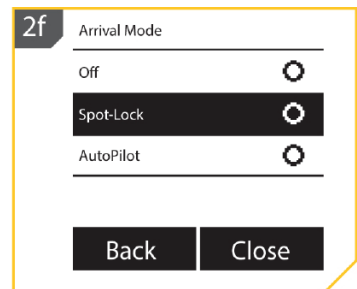 2f
Arrival Mode
Off
Spot-Lock
AutoPilot
Back Close